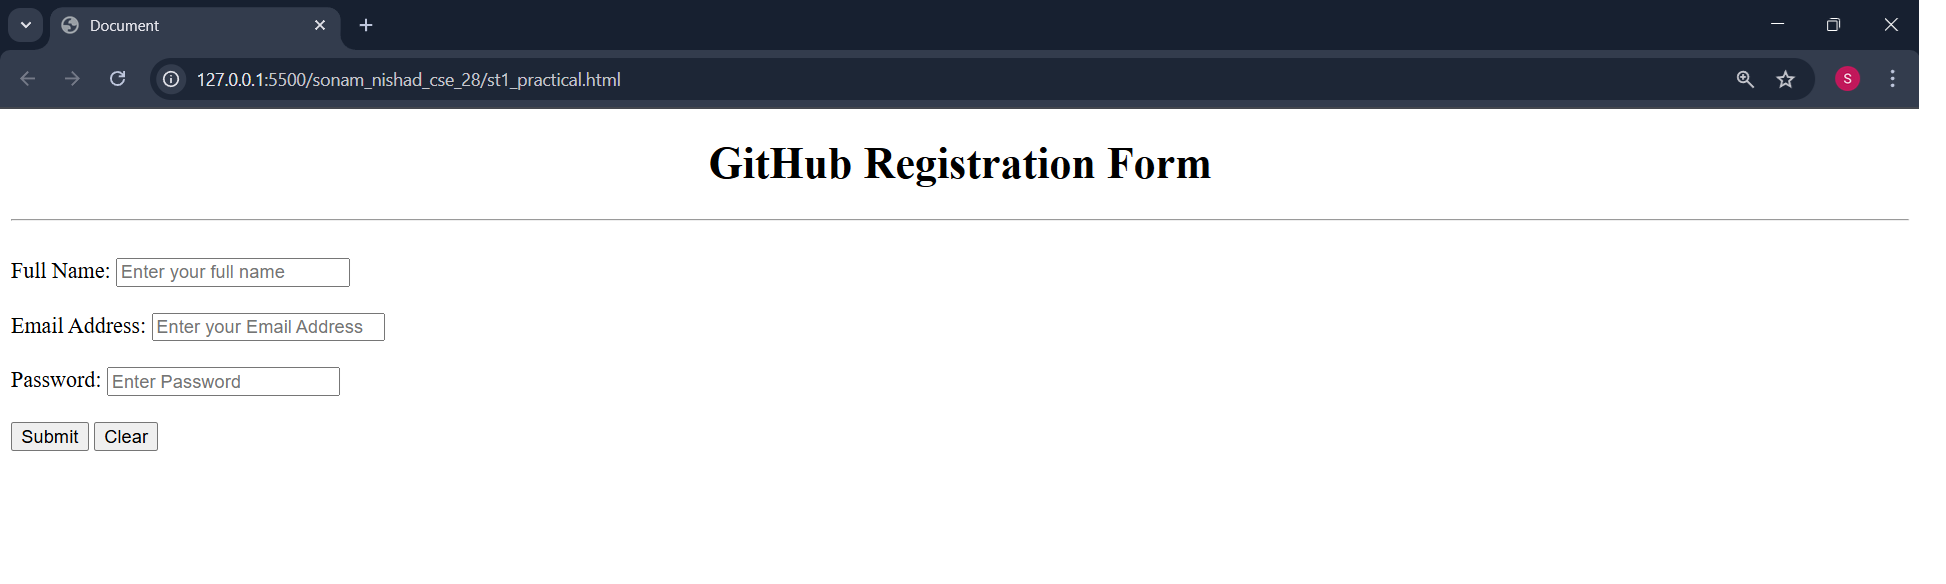 Document
127.0.0.1:5500/sonam_nishad_cse_28/st1_practical.html
S
GitHub Registration Form
Full Name: Enter your full name
Email Address: Enter your Email Address
Password: Enter Password
Submit Clear